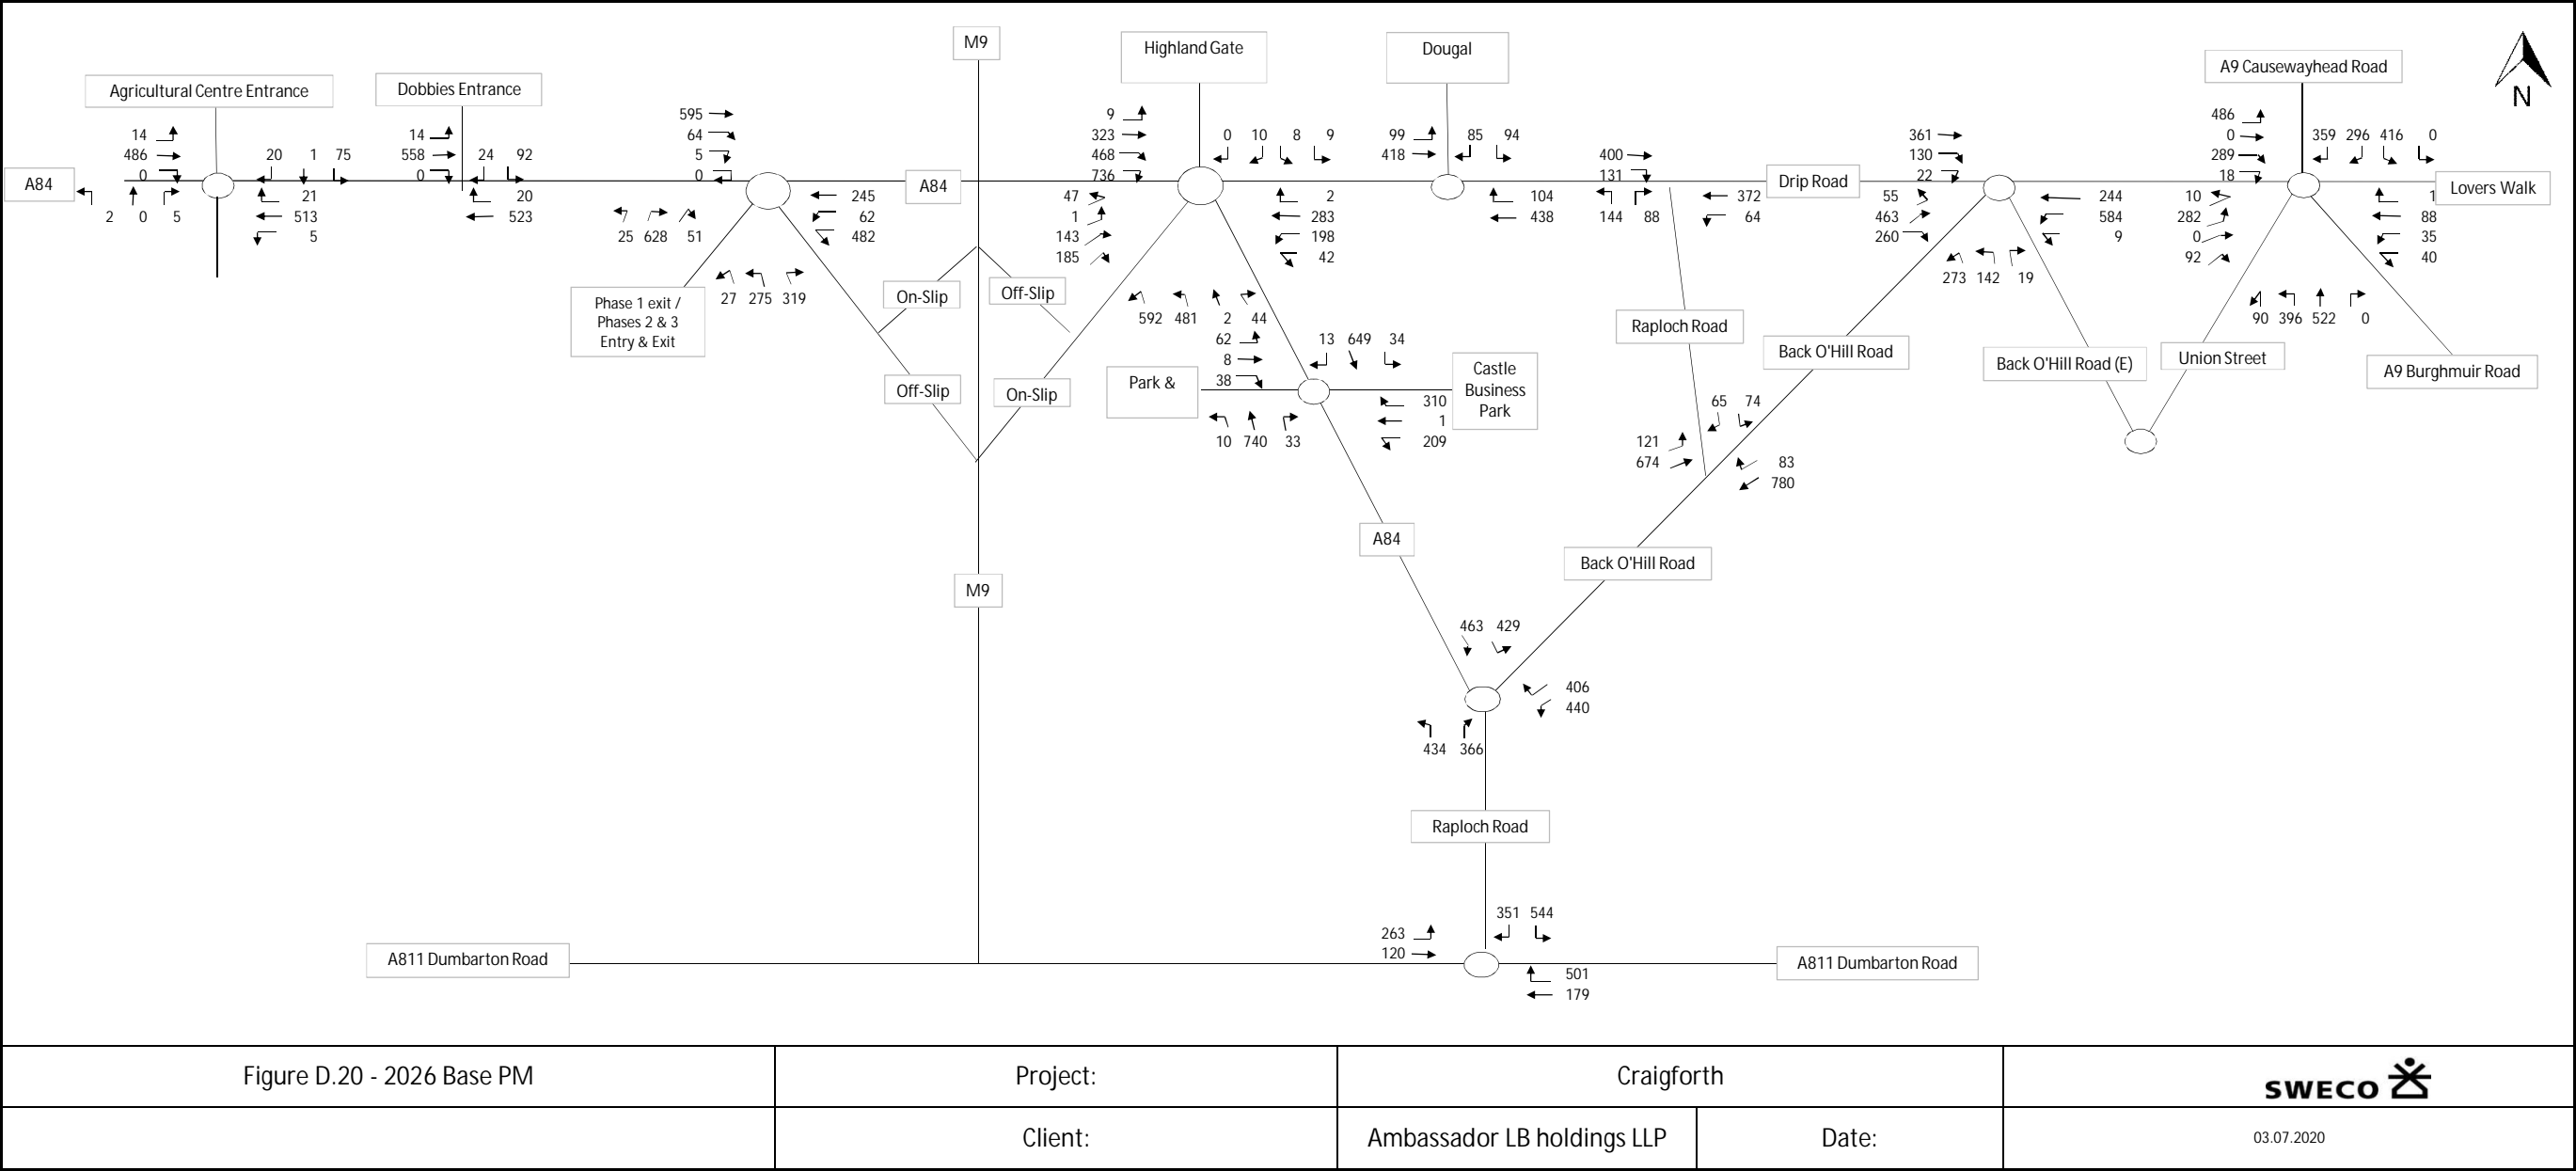 M9
Highland Gate
Dougal
A9 Causewayhead Road
N
Agricultural Centre Entrance
Dobbies Entrance
14
486
0
20 1 75
A84
2 0 5
21
513
5
14
558
0
24 92
20
523
595
64
5
0
25 628 51
245
62
482
27 275 319
Phase 1 exit /
Phases 2 & 3
Entry & Exit
A84
On-Slip
Off-Slip
Off-Slip
On-Slip
9
323
468
736
0 10 8 9
47
1
143
185
2
283
198
42
592 481 2 44
99
418
85 94
104
438
400
131
144 88
372
64
Drip Road
361
130
22
55
463
260
244
584
9
273 142 19
486
0
289
18
359 296 416 0
10
282
0
92
1
88
35
40
Lovers Walk
90 396 522 0
62
8
38
13 649 34
Park &
Castle
Business
Park
10 740 33
310
1
209
Raploch Road
Back O'Hill Road
Back O'Hill Road (E)
Union Street
A9 Burghmuir Road
65 74
121
674
83
780
A84
Back O'Hill Road
M9
463 429
406
440
434 366
Raploch Road
A811 Dumbarton Road
263
120
351 544
501
179
A811 Dumbarton Road
Figure D.20 - 2026 Base PM
Project:
Craigforth
SWECO
Client:
Ambassador LB holdings LLP
Date:
03.07.2020